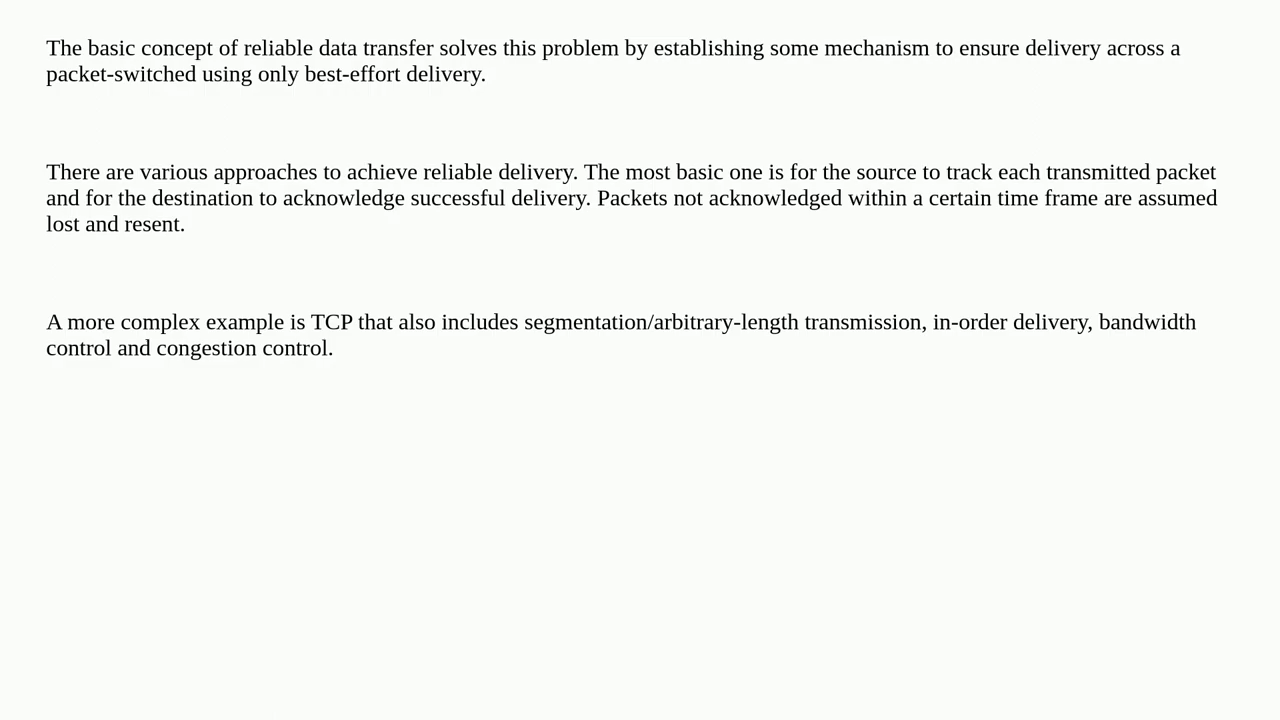 The basic concept of reliable data transfer solves this problem by establishing some mechanism to ensure delivery across a
packet-switched using only best-effort delivery.
There are various approaches to achieve reliable delivery. The most basic one is for the source to track each transmitted packet
and for the destination to acknowledge successful delivery. Packets not acknowledged within a certain time frame are assumed
lost and resent.
A more complex example is TCP that also includes segmentation/arbitrary-length transmission, in-order delivery, bandwidth
control and congestion control.